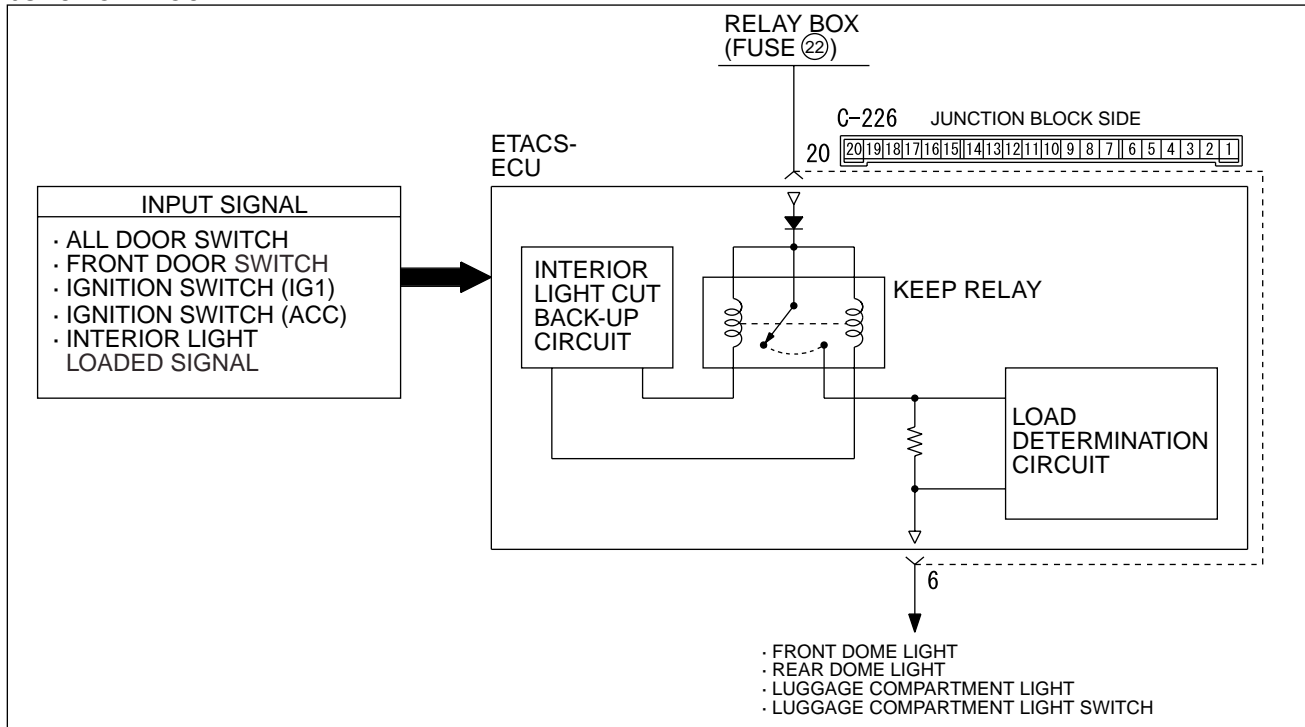 RELAY BOX
(FUSE 22)
C-226 JUNCTION BLOCK SIDE
20
20 19 18 17 16 15 14 13 12 11 10 9 8 7 6 5 4 3 2 1
ETACS-
ECU
INPUT SIGNAL
· ALL DOOR SWITCH
· FRONT DOOR SWITCH
· IGNITION SWITCH (IG1)
· IGNITION SWITCH (ACC)
· INTERIOR LIGHT
LOADED SIGNAL
INTERIOR
LIGHT CUT
BACK-UP
CIRCUIT
KEEP RELAY
LOAD
DETERMINATION
CIRCUIT
6
· FRONT DOME LIGHT
· REAR DOME LIGHT
· LUGGAGE COMPARTMENT LIGHT
· LUGGAGE COMPARTMENT LIGHT SWITCH